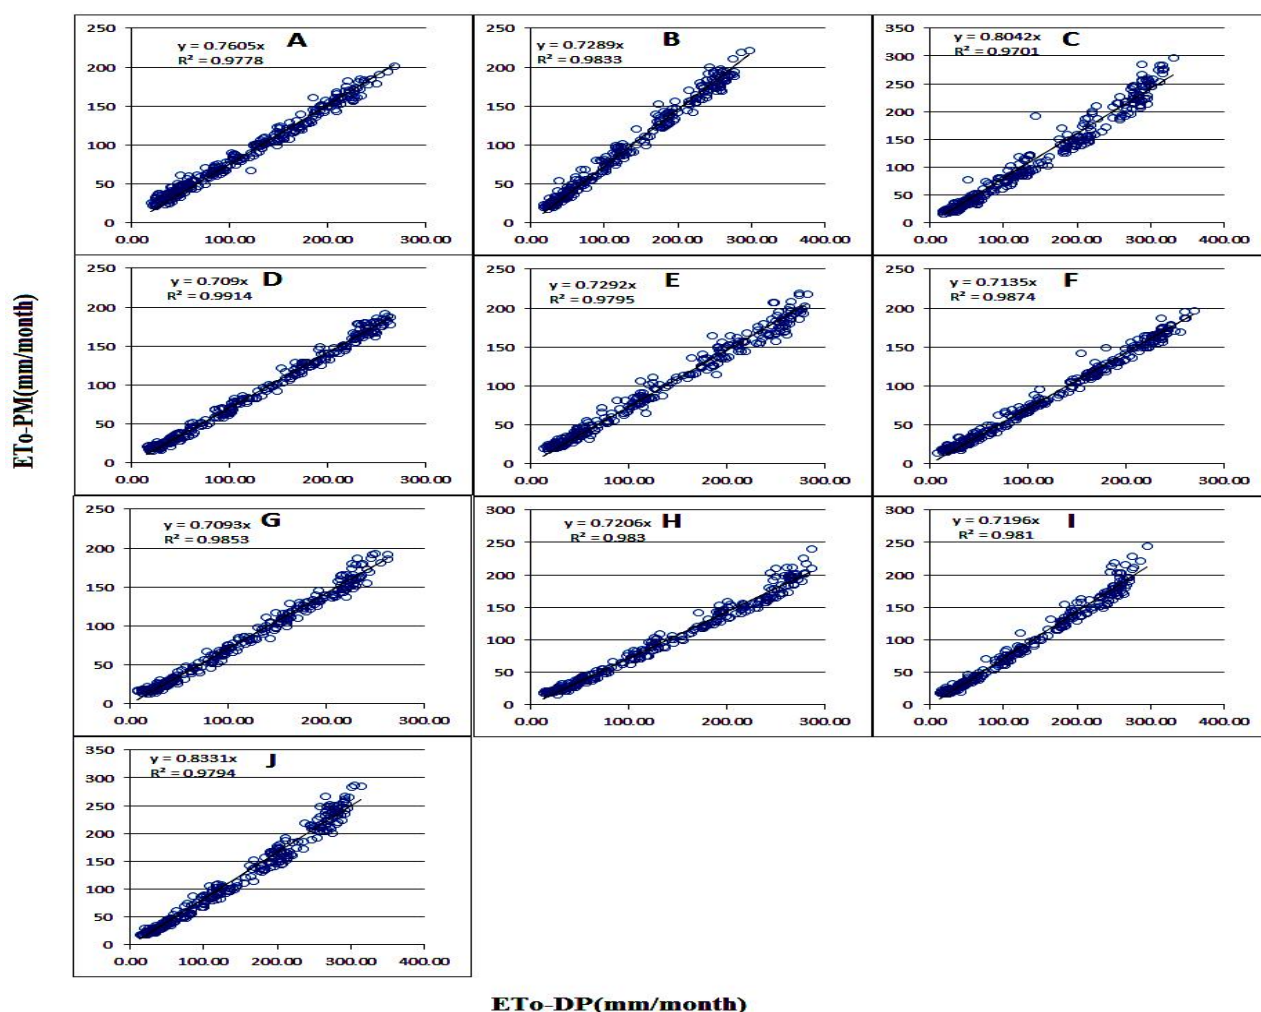 ETo-PM(mm/month)
A
y = 0.7605x
R² = 0.9778
250
200
150
100
50
0
0.00 100.00 200.00 300.00
B
y = 0.7289x
R² = 0.9833
250
200
150
100
50
0
0.00 100.00 200.00 300.00 400.00
C
y = 0.8042x
R² = 0.9701
350
300
250
200
150
100
50
0
0.00 100.00 200.00 300.00 400.00
D
y = 0.709x
R² = 0.9914
250
200
150
100
50
0
0.00 100.00 200.00 300.00
E
y = 0.7292x
R² = 0.9795
250
200
150
100
50
0
0.00 100.00 200.00 300.00
F
y = 0.7135x
R² = 0.9874
250
200
150
100
50
0
0.00 100.00 200.00 300.00
G
y = 0.7093x
R² = 0.9853
250
200
150
100
50
0
0.00 100.00 200.00 300.00
H
y = 0.7206x
R² = 0.983
300
250
200
150
100
50
0
0.00 100.00 200.00 300.00
I
y = 0.7196x
R² = 0.981
300
250
200
150
100
50
0
0.00 100.00 200.00 300.00 400.00
J
y = 0.8331x
R² = 0.9794
350
300
250
200
150
100
50
0
0.00 100.00 200.00 300.00 400.00
ETo-DP(mm/month)